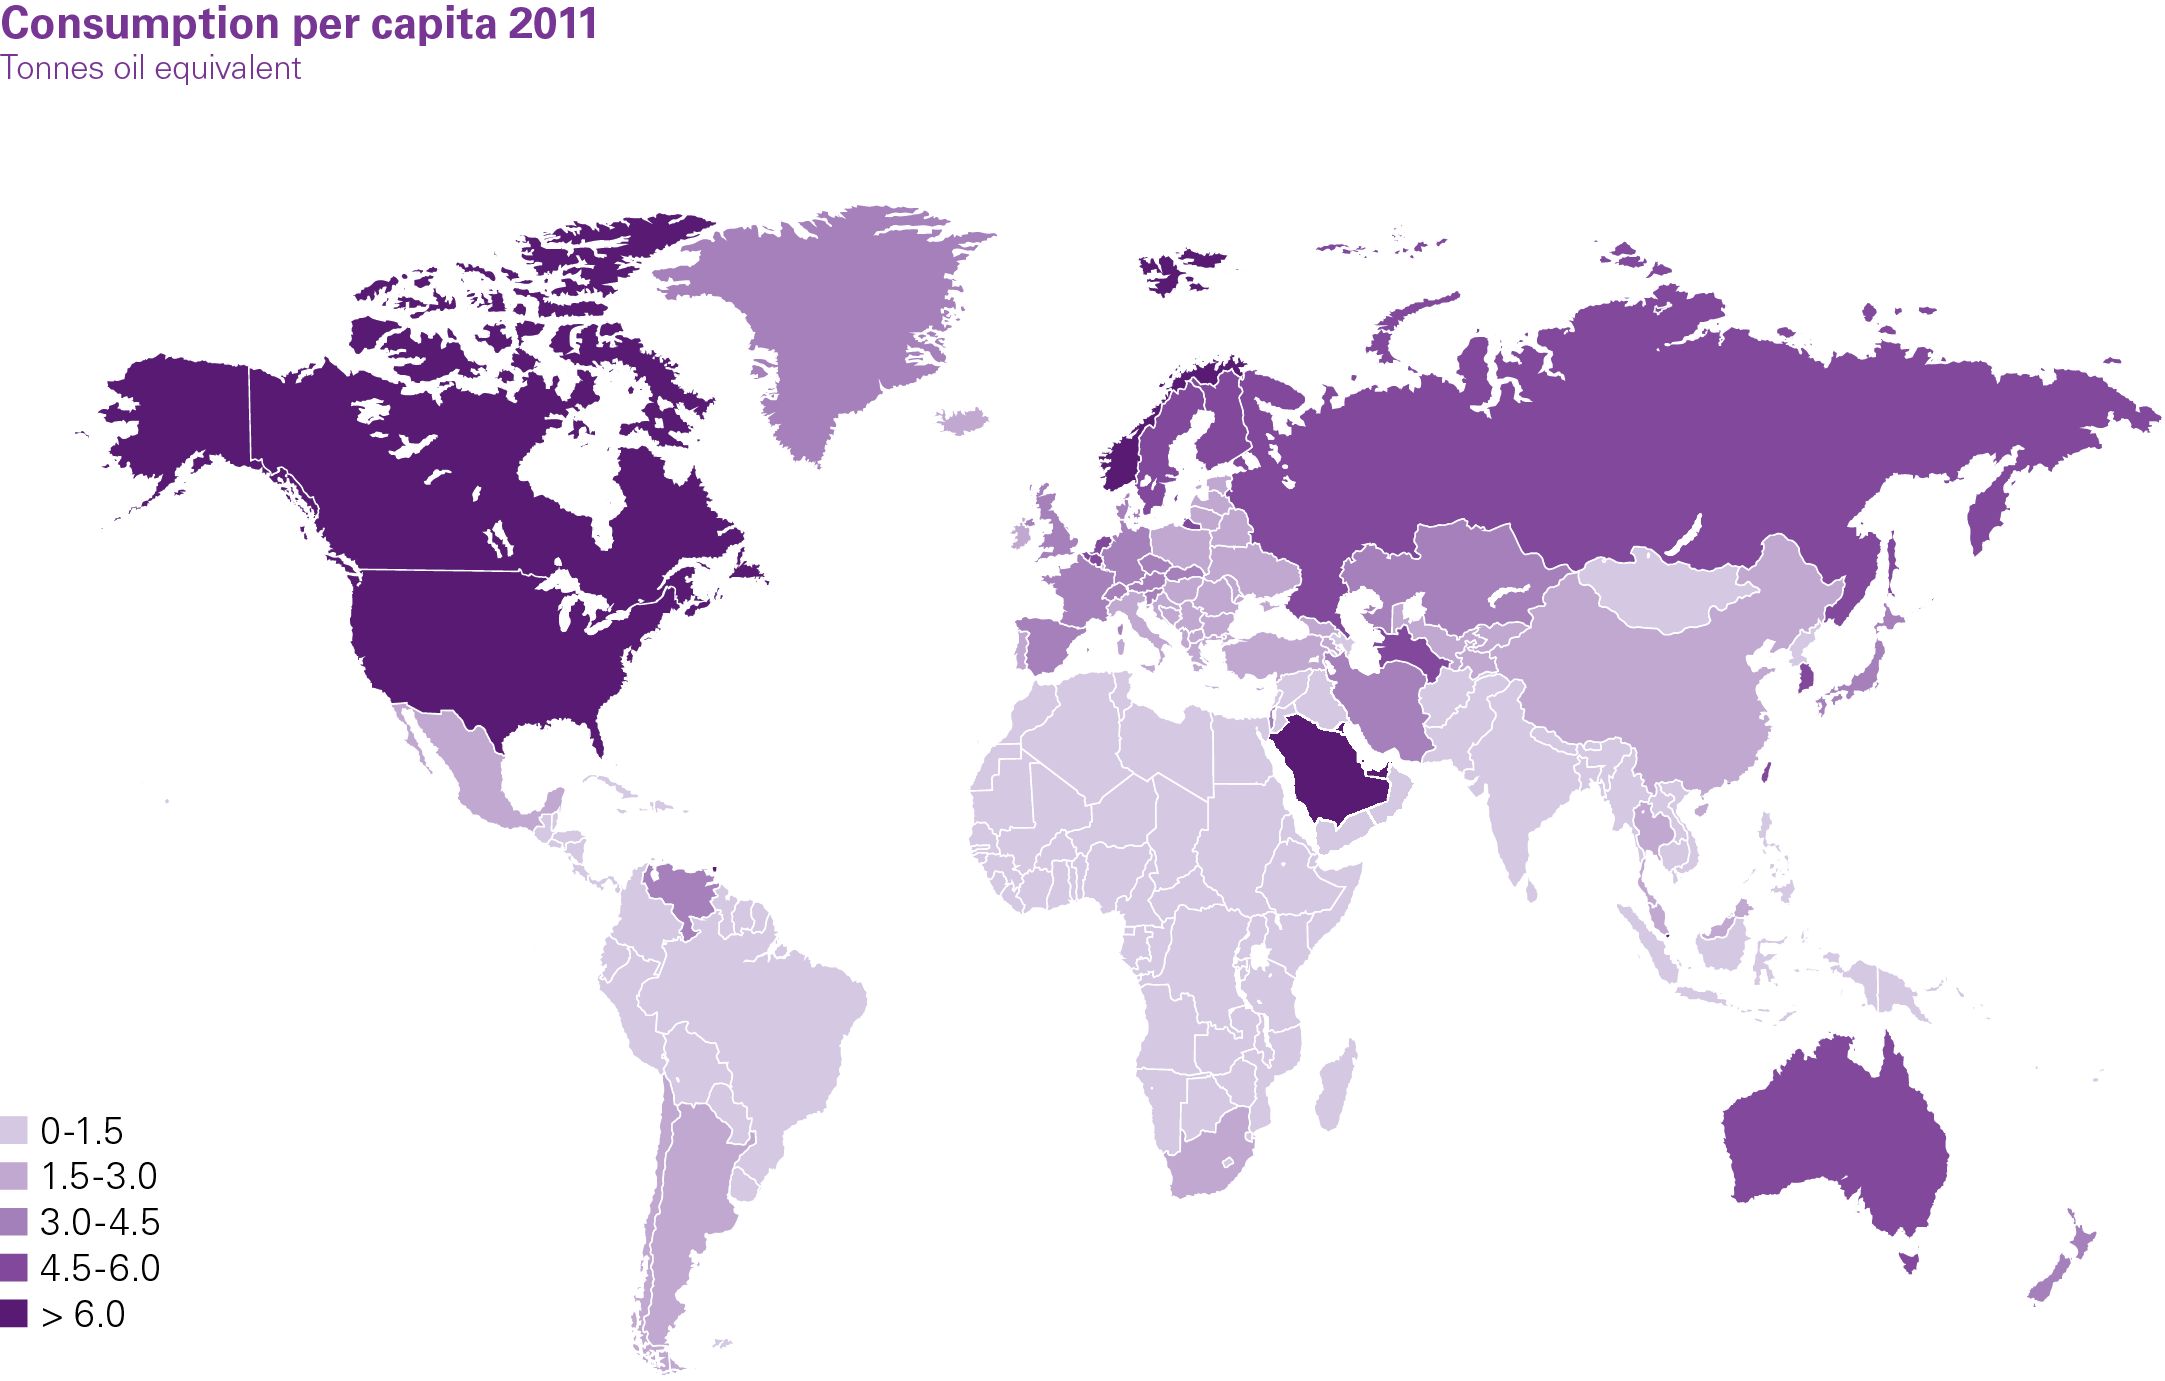 Consumption per capita 2011
Tonnes oil equivalent
0-1.5
1.5-3.0
3.0-4.5
4.5-6.0
> 6.0